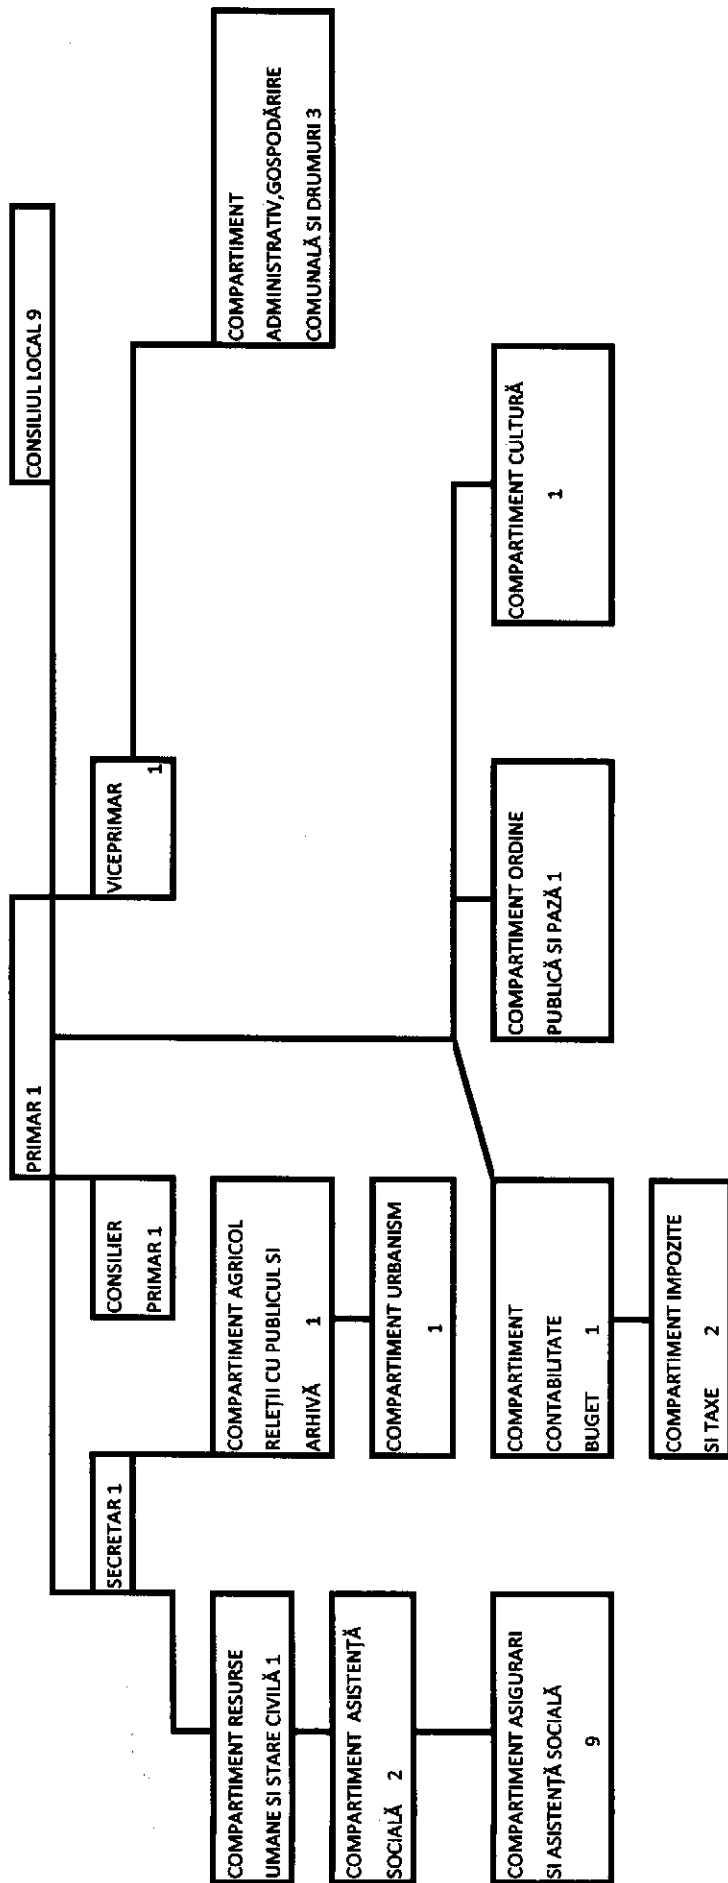 PRIMAR 1
CONSILIUL LOCAL 9
SECRETAR 1
CONSILIER
PRIMAR 1
VICEPRIMAR
1
COMPARTIMENT RESURSE
UMANE SI STARE CIVILĂ 1
COMPARTIMENT AGRICOL
RELEȚII CU PUBLICUL SI
ARHIVĂ 1
COMPARTIMENT
ADMINISTRATIV,GOSPODĂRIRE
COMUNALĂ SI DRUMURI 3
COMPARTIMENT ASISTENȚĂ
SOCIALĂ 2
COMPARTIMENT URBANISM
1
COMPARTIMENT ASIGURARI
SI ASISTENȚĂ SOCIALĂ
9
COMPARTIMENT
CONTABILITATE
BUGET 1
COMPARTIMENT ORDINE
PUBLICĂ SI PAZĂ 1
COMPARTIMENT CULTURĂ
1
COMPARTIMENT IMPOZITE
SI TAXE 2